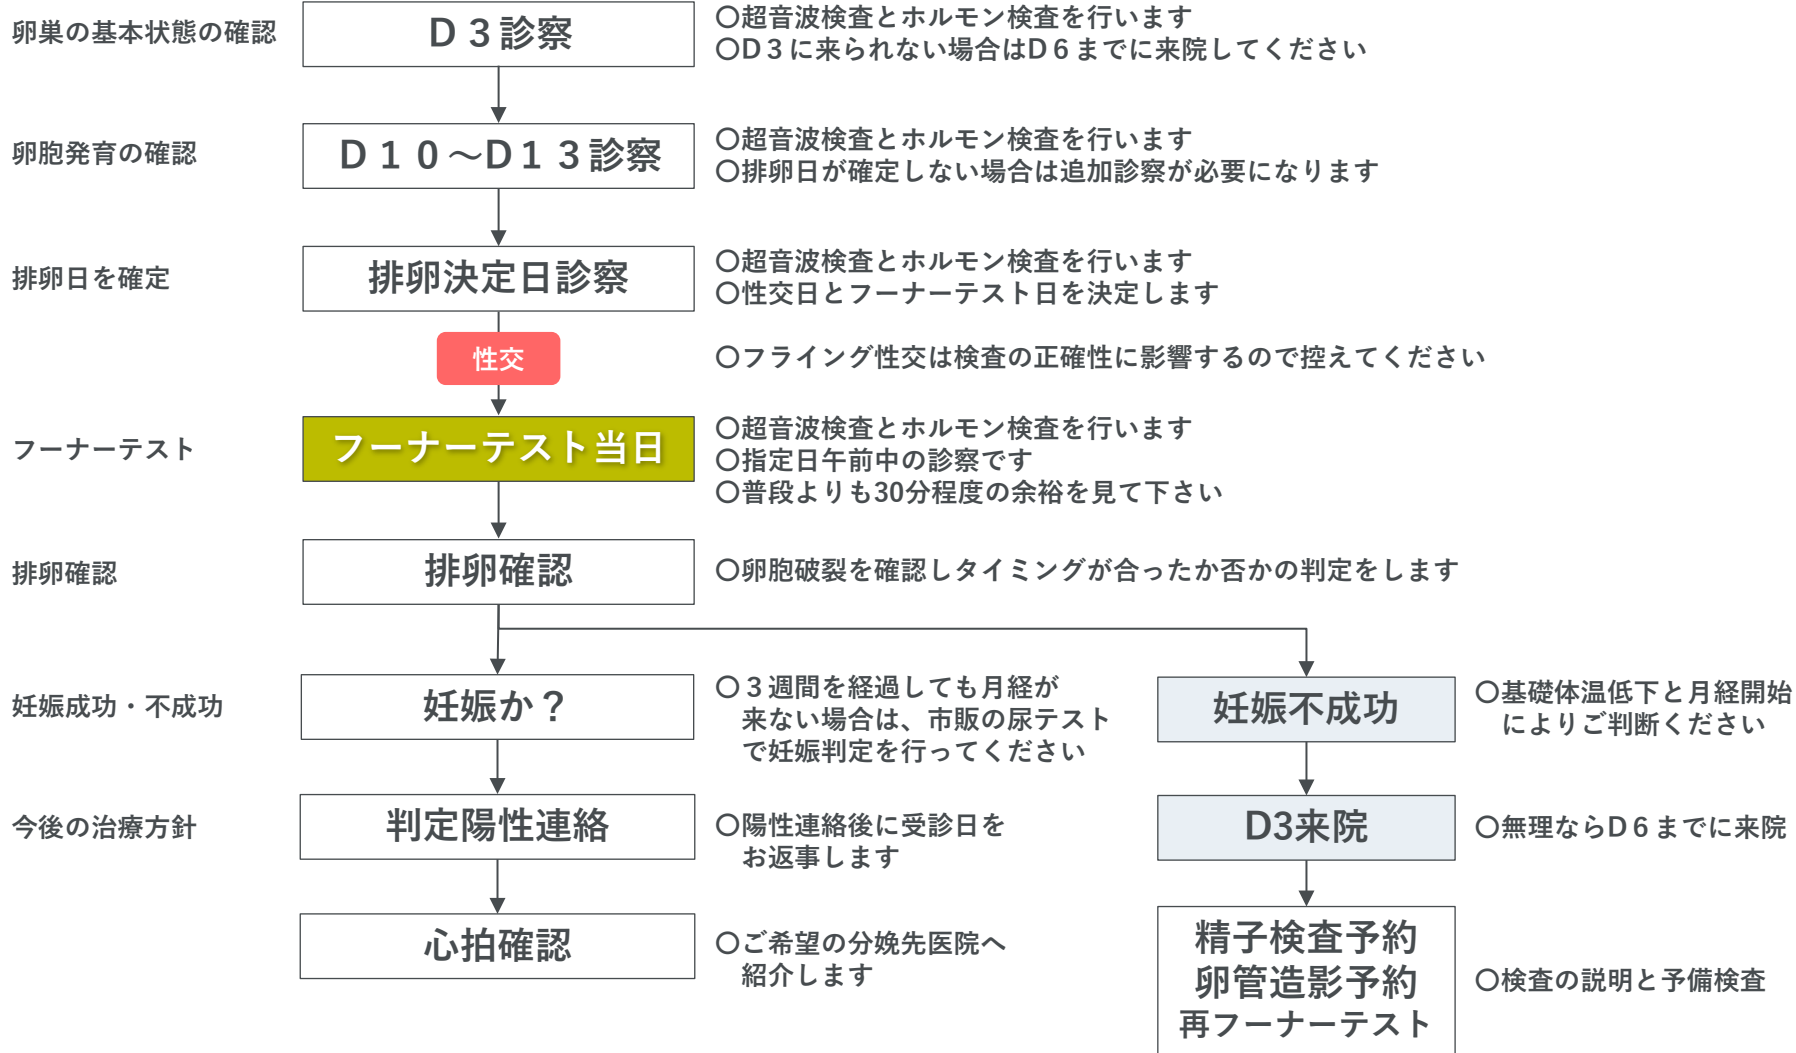 卵巣の基本状態の確認
Ｄ３診察
〇超音波検査とホルモン検査を行います
〇Ｄ３に来られない場合はＤ６までに来院してください
卵胞発育の確認
Ｄ１０～Ｄ１３診察
〇超音波検査とホルモン検査を行います
〇排卵日が確定しない場合は追加診察が必要になります
排卵日を確定
排卵決定日診察
〇超音波検査とホルモン検査を行います
〇性交日とフーナーテスト日を決定します
性交
〇フライング性交は検査の正確性に影響するので控えてください
フーナーテスト
フーナーテスト当日
〇超音波検査とホルモン検査を行います
〇指定日午前中の診察です
〇普段よりも30分程度の余裕を見て下さい
排卵確認
排卵確認
〇卵胞破裂を確認しタイミングが合ったか否かの判定をします
妊娠成功・不成功
妊娠か？
〇３週間を経過しても月経が
来ない場合は、市販の尿テスト
で妊娠判定を行ってください
妊娠不成功
〇基礎体温低下と月経開始
によりご判断ください
今後の治療方針
判定陽性連絡
〇陽性連絡後に受診日を
お返事します
D3来院
〇無理ならＤ６までに来院
心拍確認
〇ご希望の分娩先医院へ
紹介します
精子検査予約
卵管造影予約
再フーナーテスト
〇検査の説明と予備検査